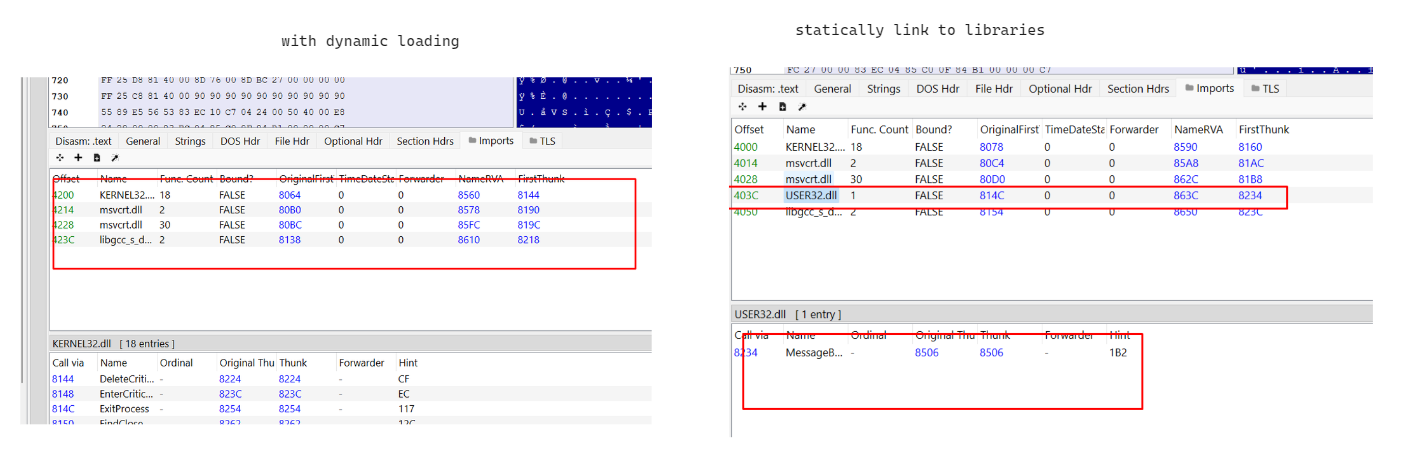 with dynamic loading
720 FF 25 D8 81 40 00 8D 76 00 8D BC 27 00 00 00 00
730 FF 25 C8 81 40 00 90 90 90 90 90 90 90 90 90 90
740 55 89 E5 56 53 83 EC 10 C7 04 24 00 50 40 00 E8
Disasm: .text General Strings DOS Hdr File Hdr Optional Hdr Section Hdrs Imports TLS
Offset Name Func. Count Bound? OriginalFirst TimeDateSta Forwarder NameRVA FirstThunk
4200 KERNEL32.... 18 FALSE 8064 0 0 8560 8144
4214 msvcrt.dll 2 FALSE 80B0 0 0 8578 8190
4228 msvcrt.dll 30 FALSE 80BC 0 0 85FC 819C
423C libgcc_s_d... 2 FALSE 8138 0 0 8610 8218
KERNEL32.dll [ 18 entries ]
Call via Name Ordinal Original Thu Thunk Forwarder Hint
8144 DeleteCriti... - 8224 8224 - CF
8148 EnterCritic... - 823C 823C - EC
814C ExitProcess - 8254 8254 - 117
8150 FindClose - 8262 8262 - 12C
statically link to libraries
750 FC 27 00 00 83 EC 04 85 C0 0F 84 B1 00 00 00 C7
Disasm: .text General Strings DOS Hdr File Hdr Optional Hdr Section Hdrs Imports TLS
Offset Name Func. Count Bound? OriginalFirst TimeDateSta Forwarder NameRVA FirstThunk
4000 KERNEL32.... 18 FALSE 8078 0 0 8590 8160
4014 msvcrt.dll 2 FALSE 80C4 0 0 85A8 81AC
4028 msvcrt.dll 30 FALSE 80D0 0 0 862C 81B8
403C USER32.dll 1 FALSE 814C 0 0 863C 8234
4050 libgcc_s_d... 2 FALSE 8154 0 0 8650 823C
USER32.dll [ 1 entry ]
Call via Name Ordinal Original Thu Thunk Forwarder Hint
8234 MessageB... - 8506 8506 - 1B2